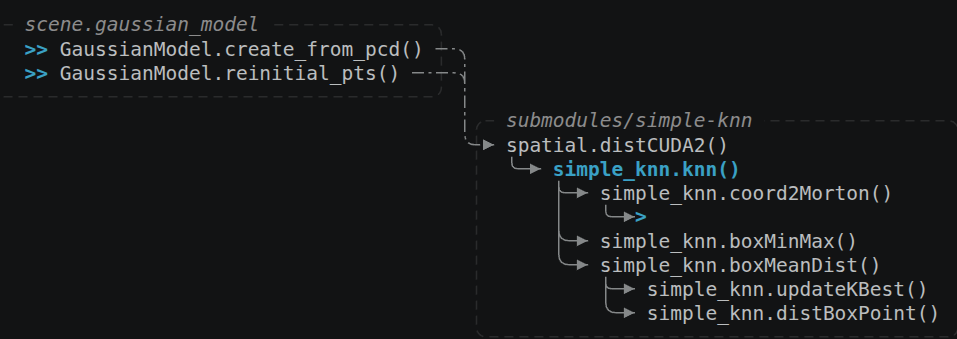 scene.gaussian_model
>> GaussianModel.create_from_pcd()
>> GaussianModel.reinitial_pts()
submodules/simple-knn
spatial.distCUDA2()
simple_knn.knn()
simple_knn.coord2Morton()
>
simple_knn.boxMinMax()
simple_knn.boxMeanDist()
simple_knn.updateKBest()
simple_knn.distBoxPoint()